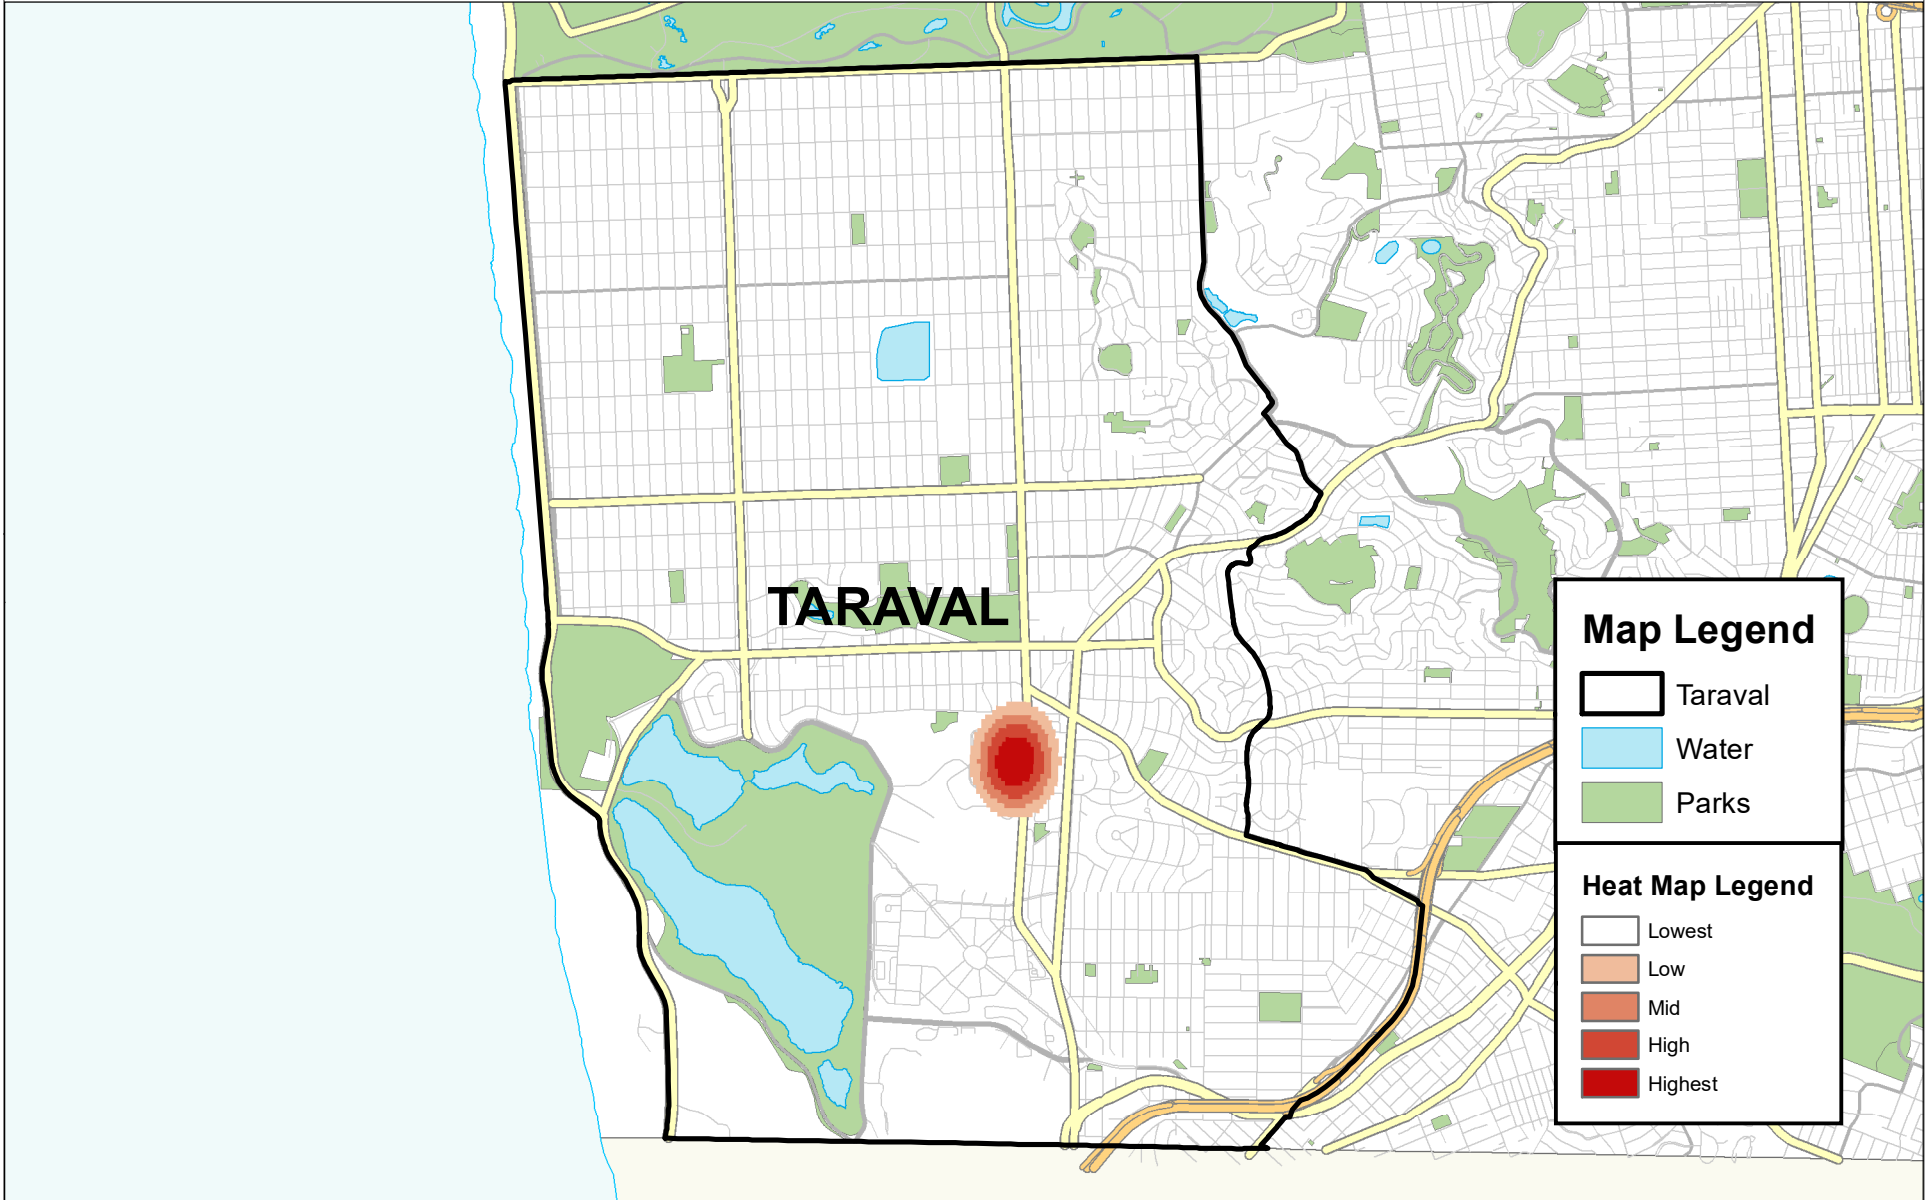 TARAVAL
Map Legend
Taraval
Water
Parks
Heat Map Legend
Lowest
Low
Mid
High
Highest